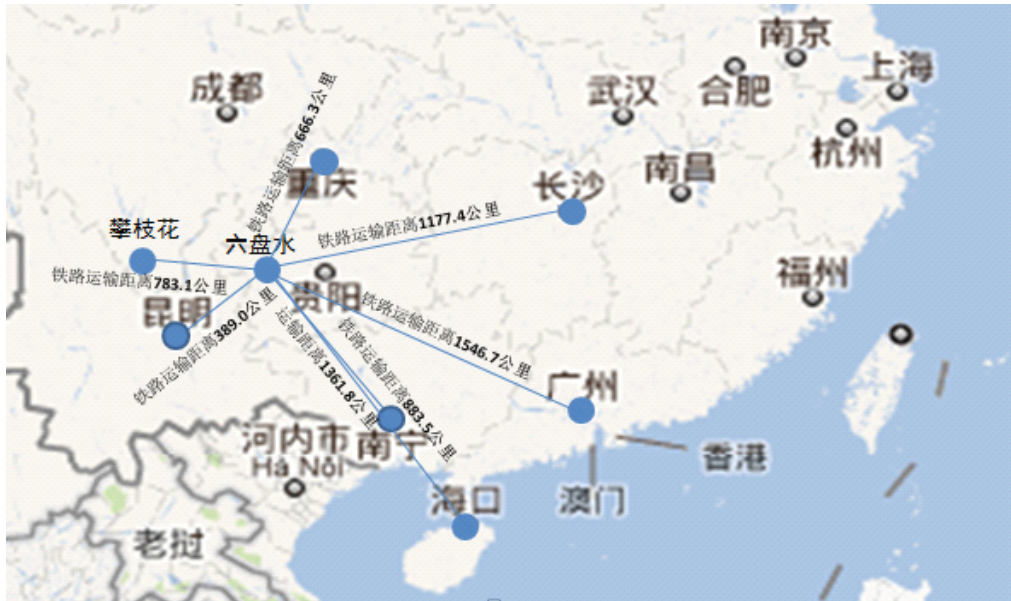 南京
上海
成都
武汉
合肥
铁路运输距离666.3公里
杭州
重庆
长沙
南昌
攀枝花
铁路运输距离1177.4公里
六盘水
铁路运输距离783.1公里
贵阳
福州
昆明
铁路运输距离389.0公里
铁路运输距离1546.7公里
运输距离1361.8公里
铁路运输距离883.5公里
广州
河内市
Hà Nội
南宁
香港
海口
澳门
老挝